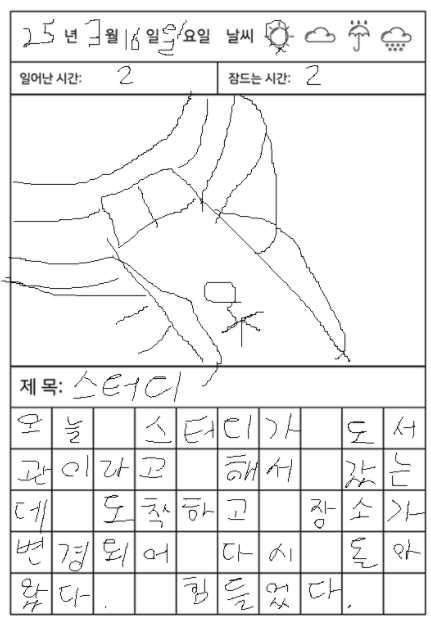 25 년 3 월 16 일 일 요일 날씨
일어난 시간: 2 잠드는 시간: 2
제 목: 스터디
오늘 스터디가 도서
관이라고 해서 갔는
데 도착하고 장소가
변경되어 다시 돌아
왔다. 힘들었다.